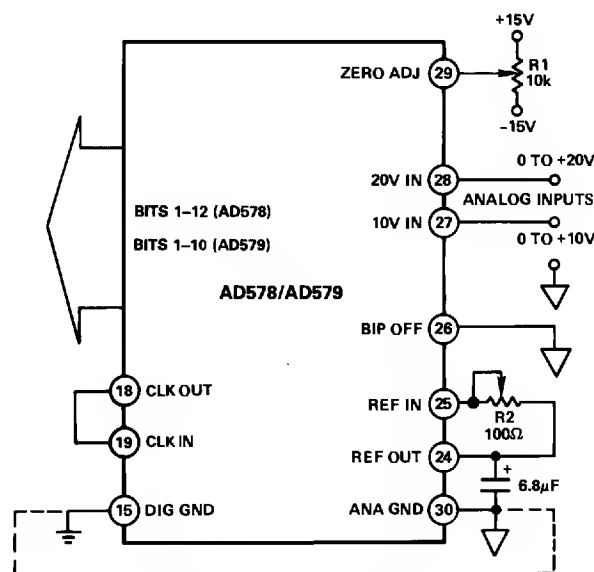 +15V
ZERO ADJ 29
R1
10k
-15V
0 TO +20V
20V IN 28
ANALOG INPUTS
BITS 1–12 (AD578)
10V IN 27
0 TO +10V
BITS 1–10 (AD579)
AD578/AD579
BIP OFF 26
18 CLK OUT
REF IN 25
R2
100Ω
19 CLK IN
REF OUT 24
+
6.8μF
15 DIG GND
ANA GND 30